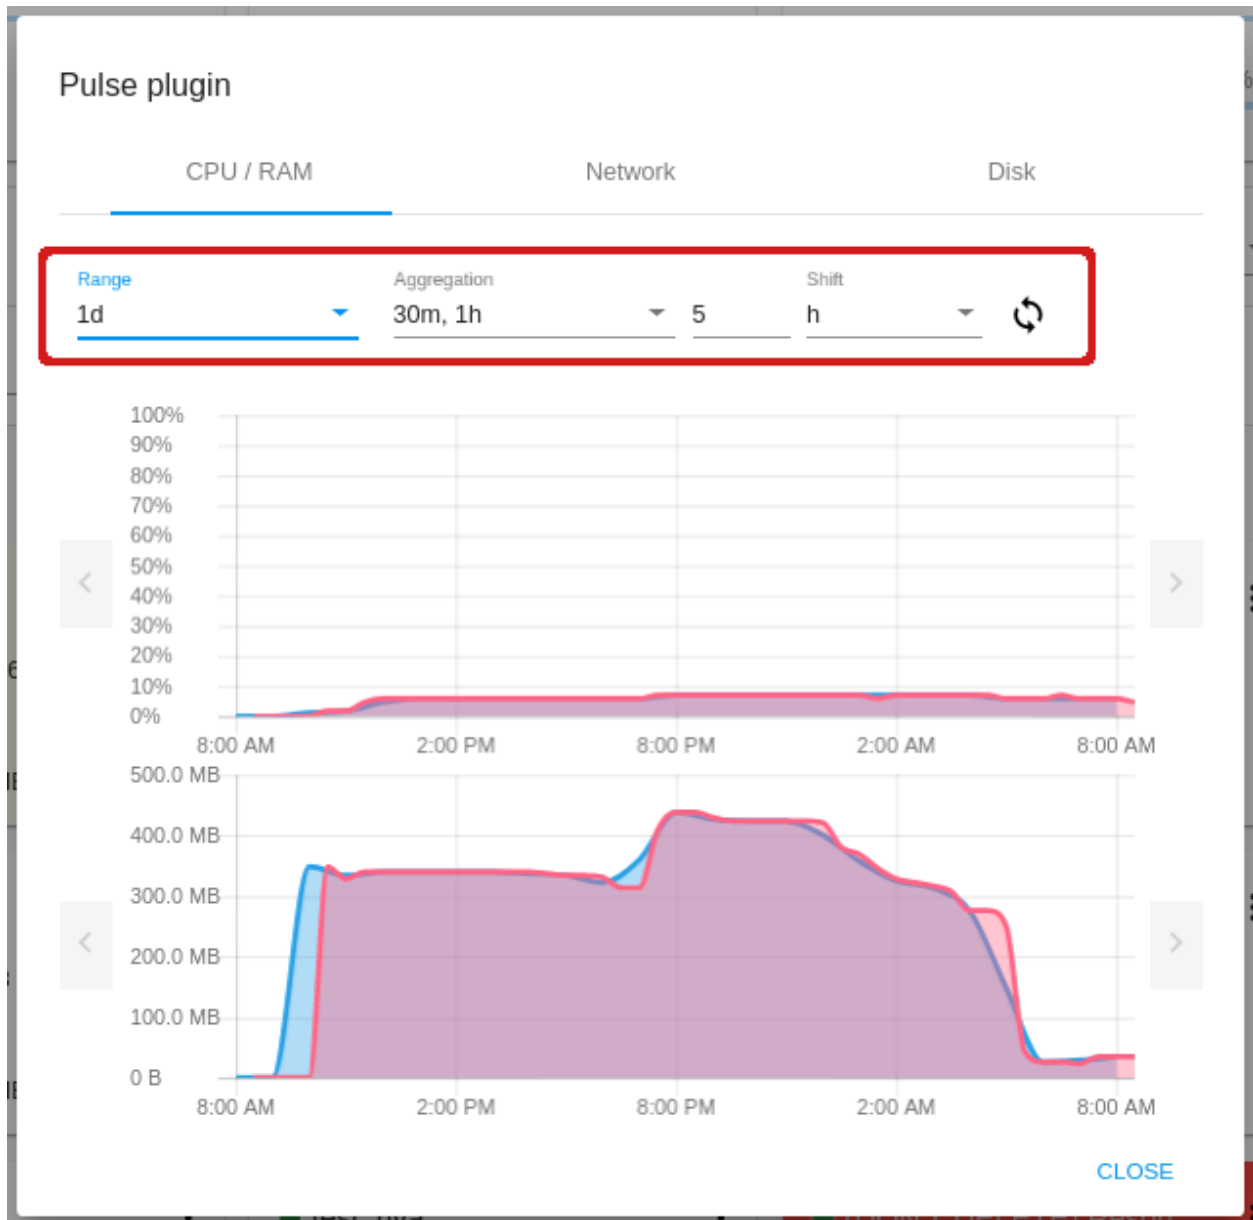 Pulse plugin
CPU / RAM Network Disk
Range Aggregation Shift
1d 30m, 1h 5 h
100%
90%
80%
70%
60%
50%
40%
30%
20%
10%
0%
8:00 AM 2:00 PM 8:00 PM 2:00 AM 8:00 AM
500.0 MB
400.0 MB
300.0 MB
200.0 MB
100.0 MB
0 B
8:00 AM 2:00 PM 8:00 PM 2:00 AM 8:00 AM
CLOSE